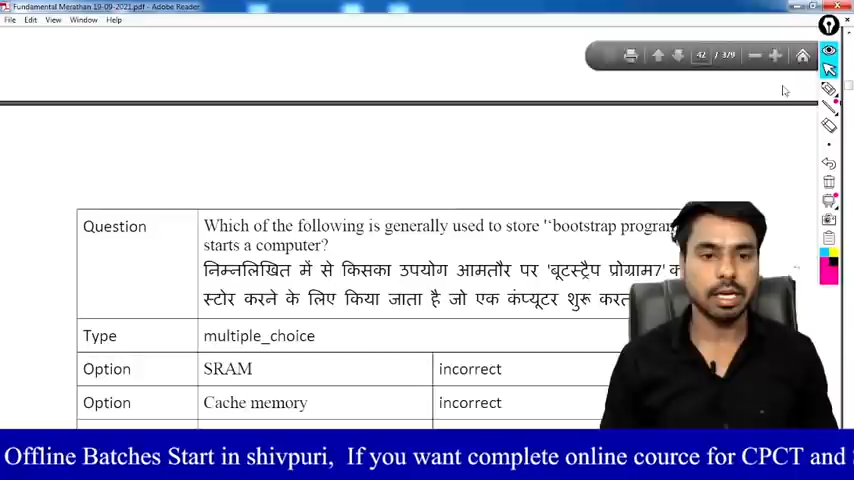 Fundamental Merathan 19-09-2021.pdf - Adobe Reader
File Edit View Window Help
42 / 379
Question
Which of the following is generally used to store "bootstrap
starts a computer?
निम्नलिखित में से किसका उपयोग आमतौर पर 'बूटस्ट्रैप प्रोग्राम7'
स्टोर करने के लिए किया जाता है जो एक कंप्यूटर शुरू
Type multiple_choice
Option SRAM incorrect
Option Cache memory incorrect
Offline Batches Start in shivpuri, If you want complete online cource for CPCT and